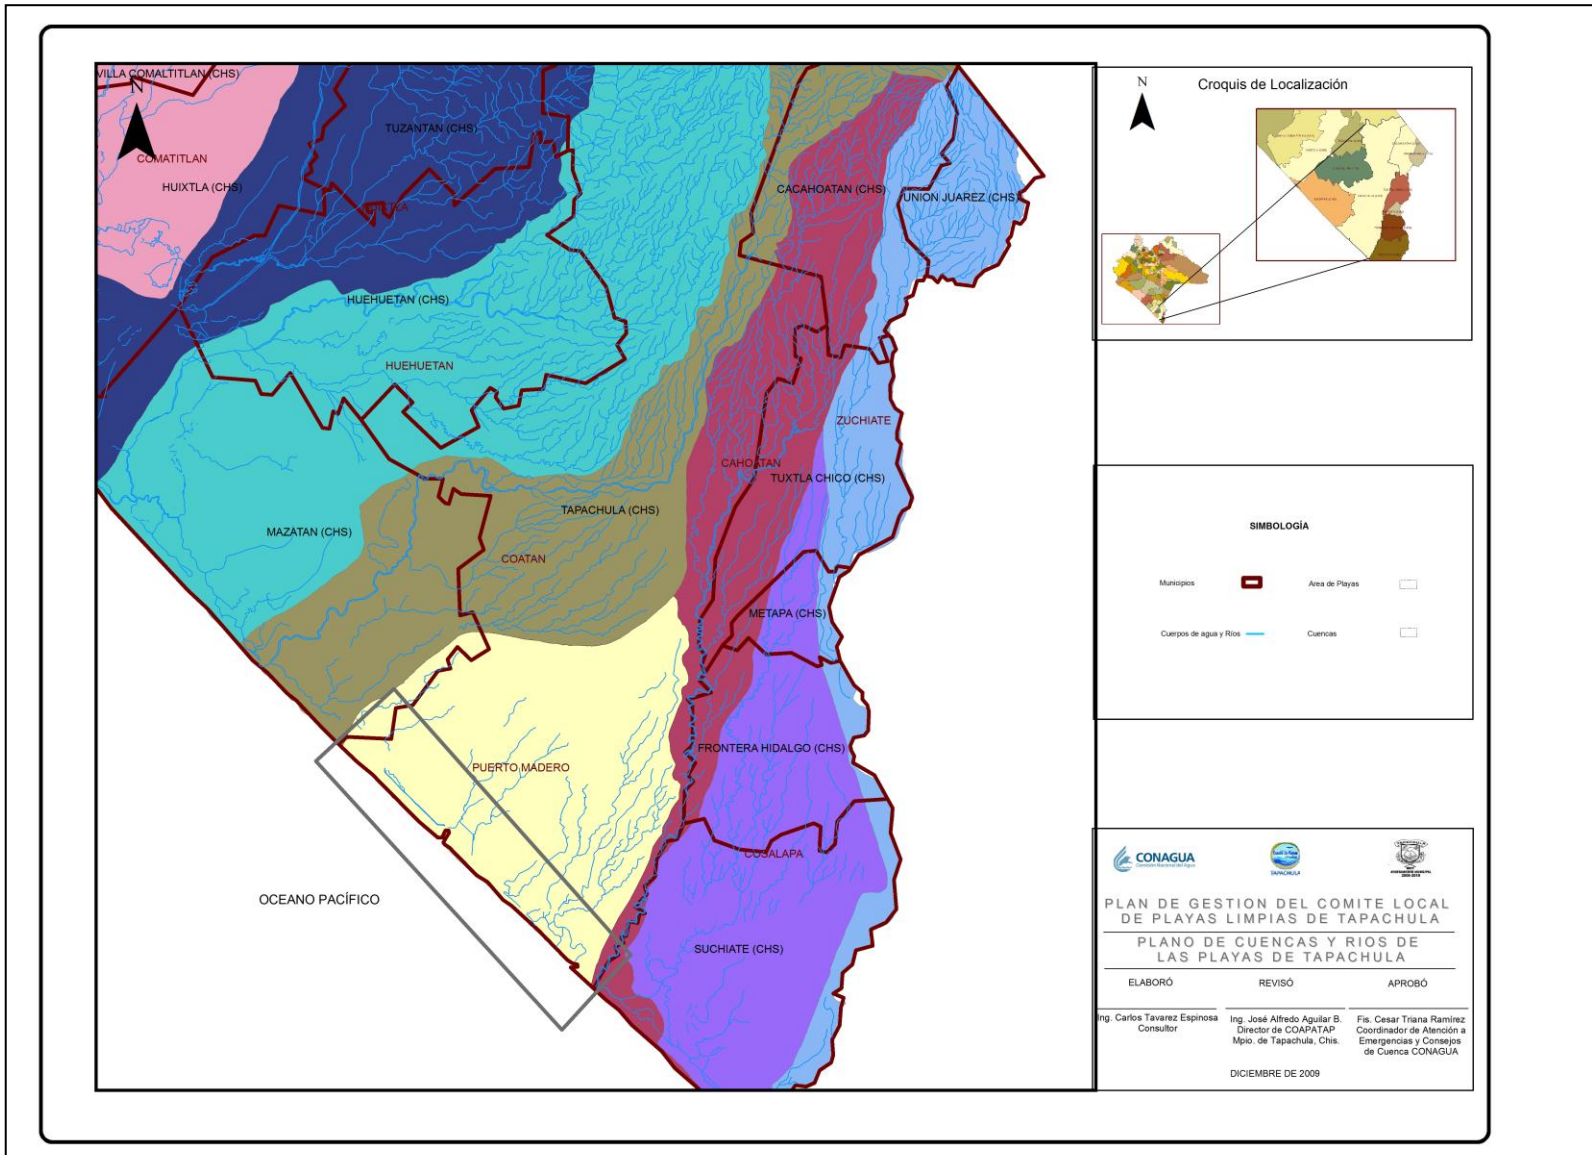 VILLA COMALTITLAN (CHS)
N
TUZANTAN (CHS)
COMATITLAN
HUIXTLA (CHS)
CACAHOATAN (CHS)
UNION JUAREZ (CHS)
HUEHUETAN (CHS)
HUEHUETAN
ZUCHIATE
CAHOATAN
TUXTLA CHICO (CHS)
TAPACHULA (CHS)
MAZATAN (CHS)
COATAN
METAPA (CHS)
FRONTERA HIDALGO (CHS)
PUERTO MADERO
COSALAPA
OCEANO PACÍFICO
SUCHIATE (CHS)
N
Croquis de Localización
SIMBOLOGÍA
Municipios
Area de Playas
Cuerpos de agua y Ríos
Cuencas
CONAGUA
Comisión Nacional del Agua
TAPACHULA
PLAN DE GESTION DEL COMITE LOCAL
DE PLAYAS LIMPIAS DE TAPACHULA
PLANO DE CUENCAS Y RIOS DE
LAS PLAYAS DE TAPACHULA
ELABORÓ
REVISÓ
APROBÓ
Ing. Carlos Tavarez Espinosa
Consultor
Ing. José Alfredo Aguilar B.
Director de COAPATAP
Mpio. de Tapachula, Chis.
Fis. Cesar Triana Ramírez
Coordinador de Atención a
Emergencias y Consejos
de Cuenca CONAGUA
DICIEMBRE DE 2009